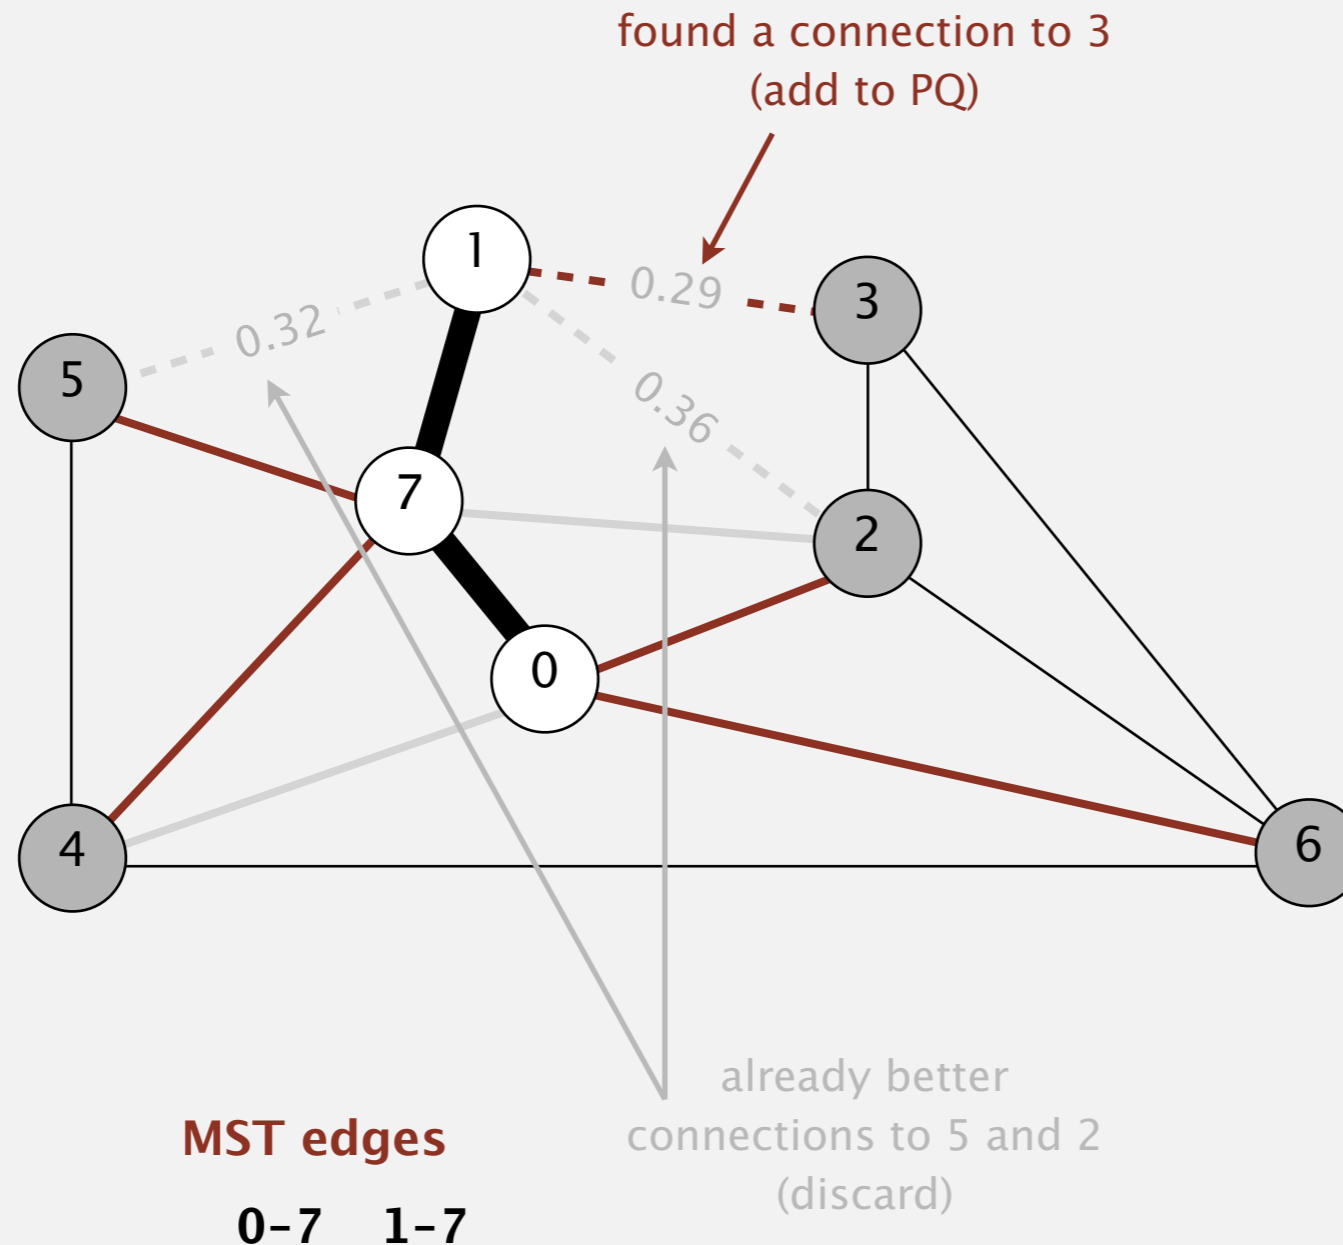 found a connection to 3
(add to PQ)
1
0.29
3
0.32
5
0.36
7
2
0
4
6
already better
connections to 5 and 2
(discard)
MST edges
0-7 1-7